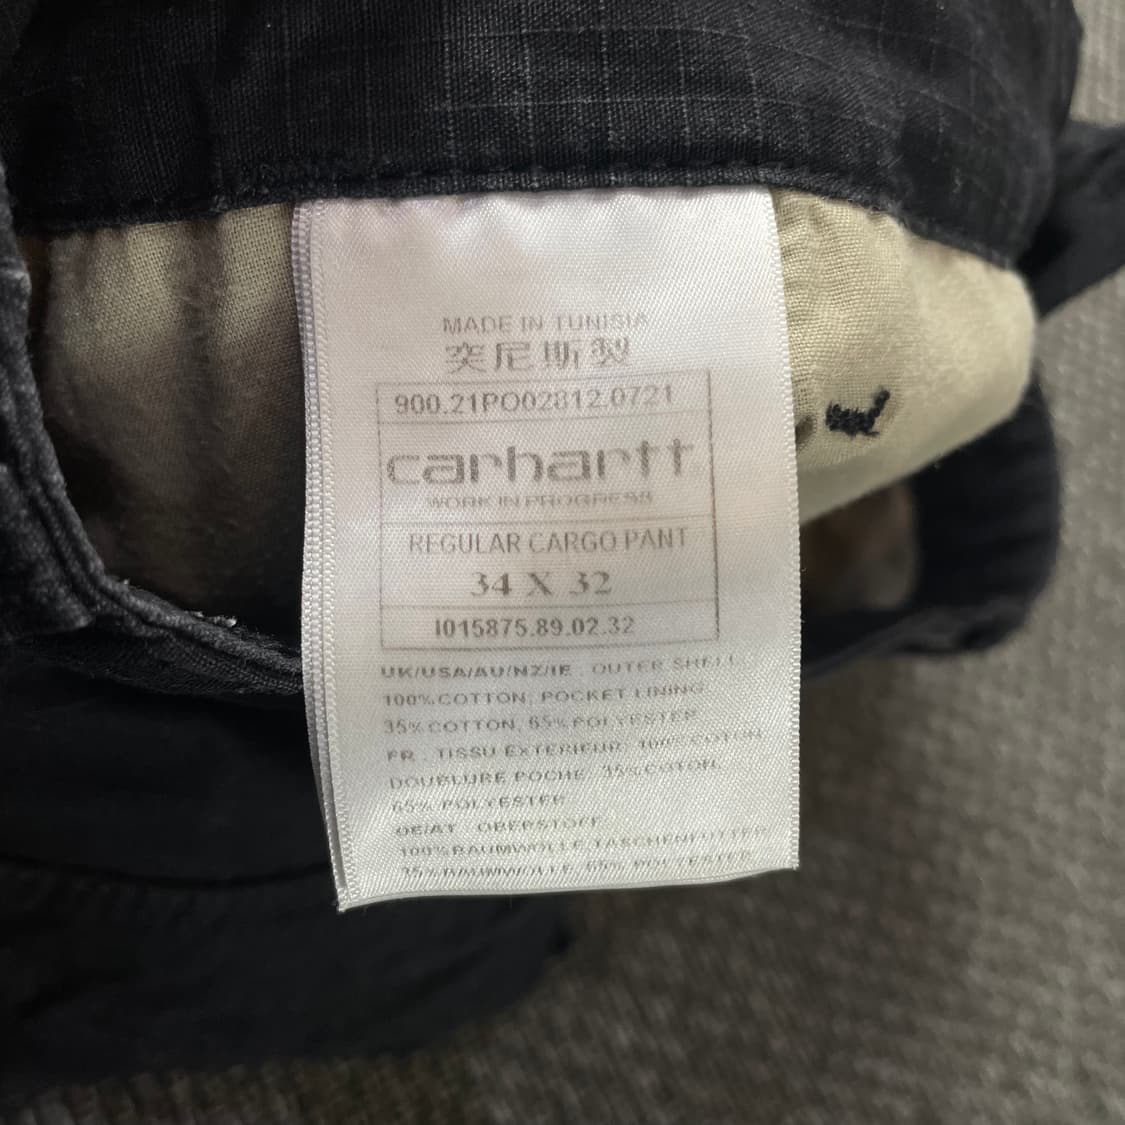 MADE IN TUNISIA
突尼斯製
900.21PO02812.0721
carhartt
WORK IN PROGRESS
REGULAR CARGO PANT
34 X 32
I015875.89.02.32
UK/USA/AU/NZ/IE : OUTER SHELL:
100% COTTON; POCKET LINING:
35% COTTON, 65% POLYESTER
FR : TISSU EXTERIEUR: 100% COTON
DOUBLURE POCHE: 35% COTON,
65% POLYESTER
DE/AT : OBERSTOFF:
100% BAUMWOLLE TASCHENFUTTER
35% BAUMWOLLE, 65% POLYESTER